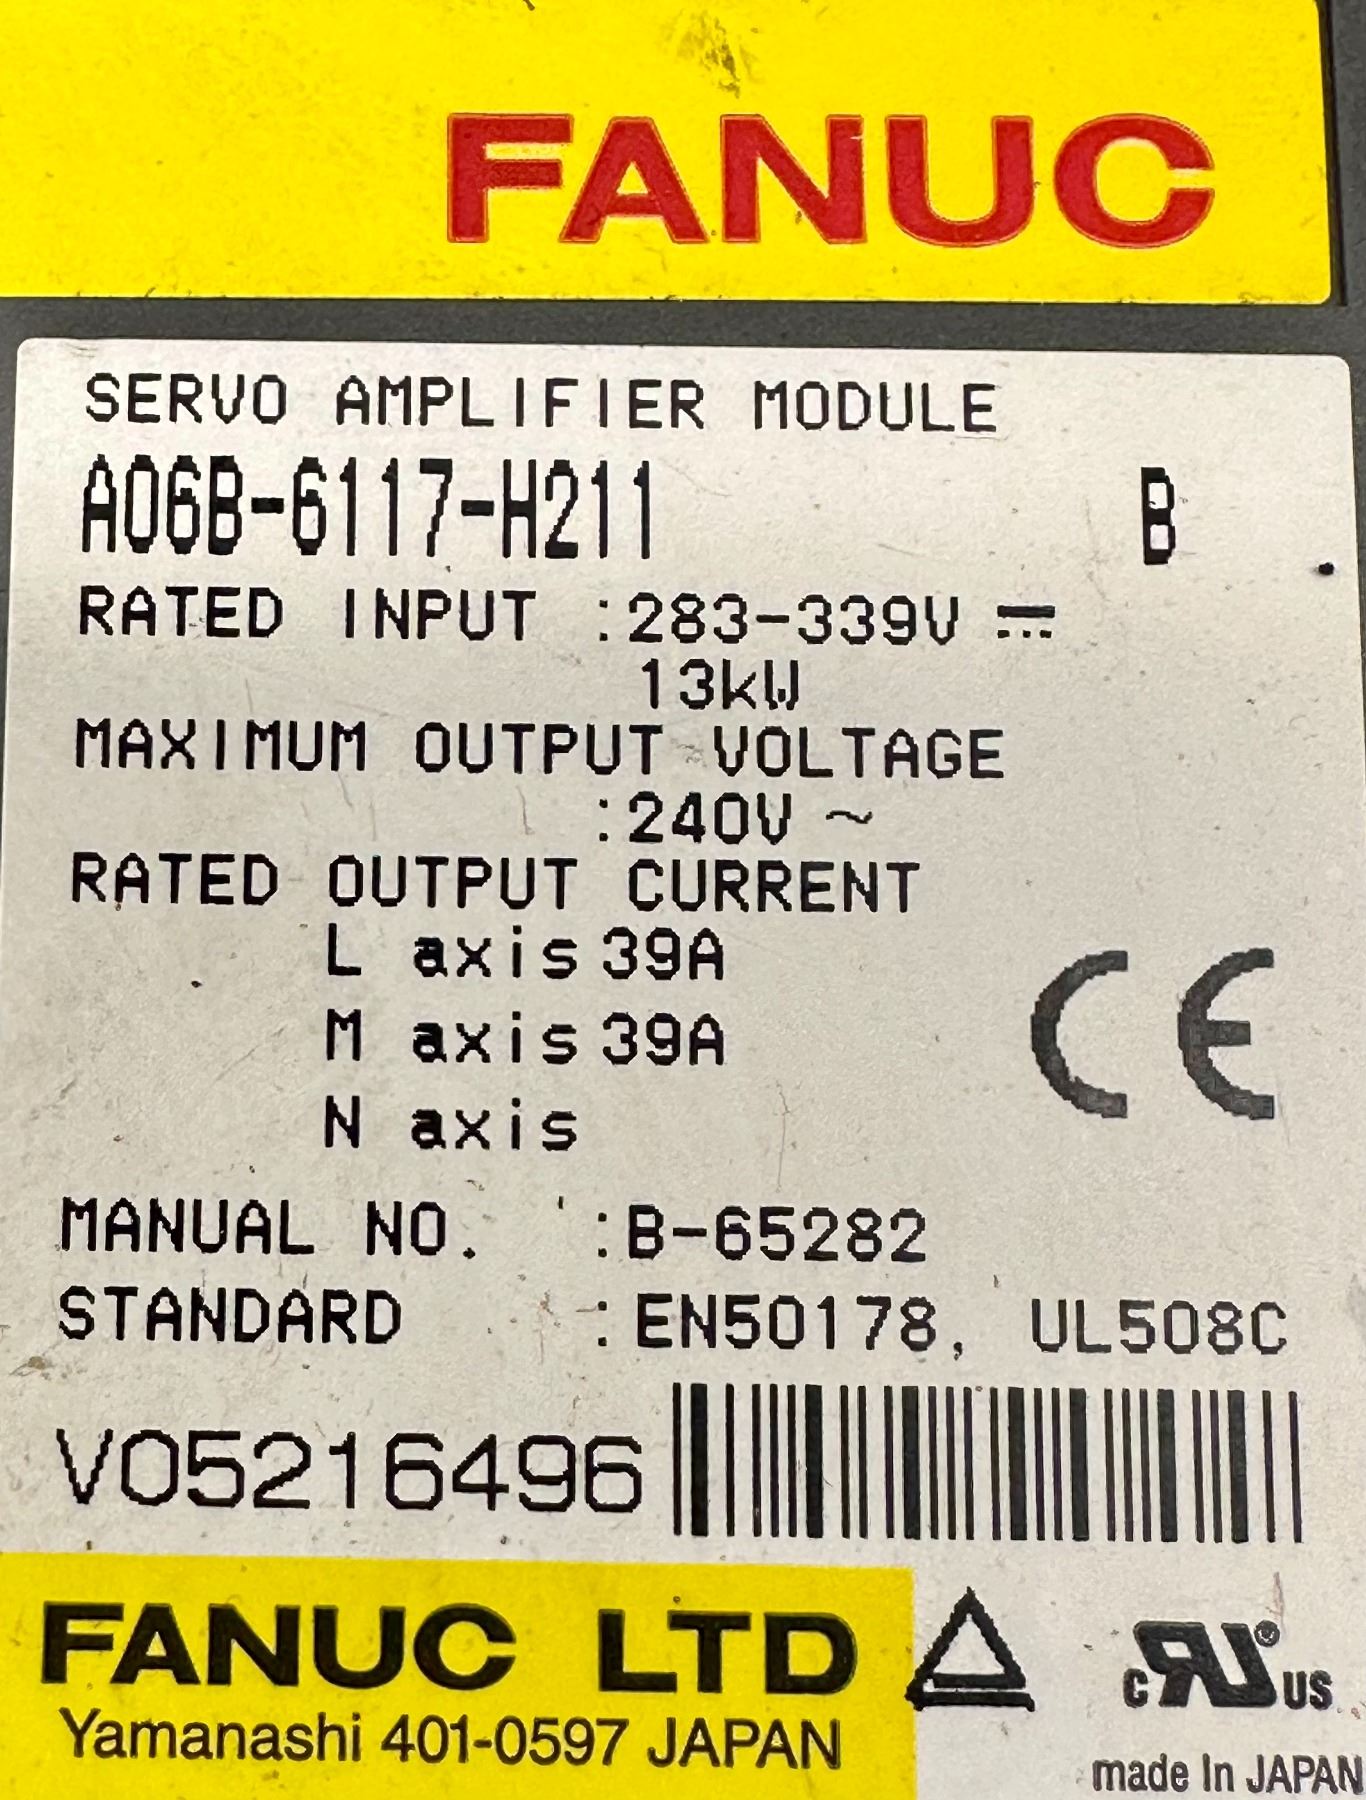 FANUC
SERVO AMPLIFIER MODULE
A06B-6117-H211 B
RATED INPUT :283-339V ⎓
13kW
MAXIMUM OUTPUT VOLTAGE
:240V ~
RATED OUTPUT CURRENT
L axis 39A
M axis 39A
N axis
CE
MANUAL NO. :B-65282
STANDARD :EN50178, UL508C
V05216496
FANUC LTD
Yamanashi 401-0597 JAPAN
c RU ® US
made In JAPAN